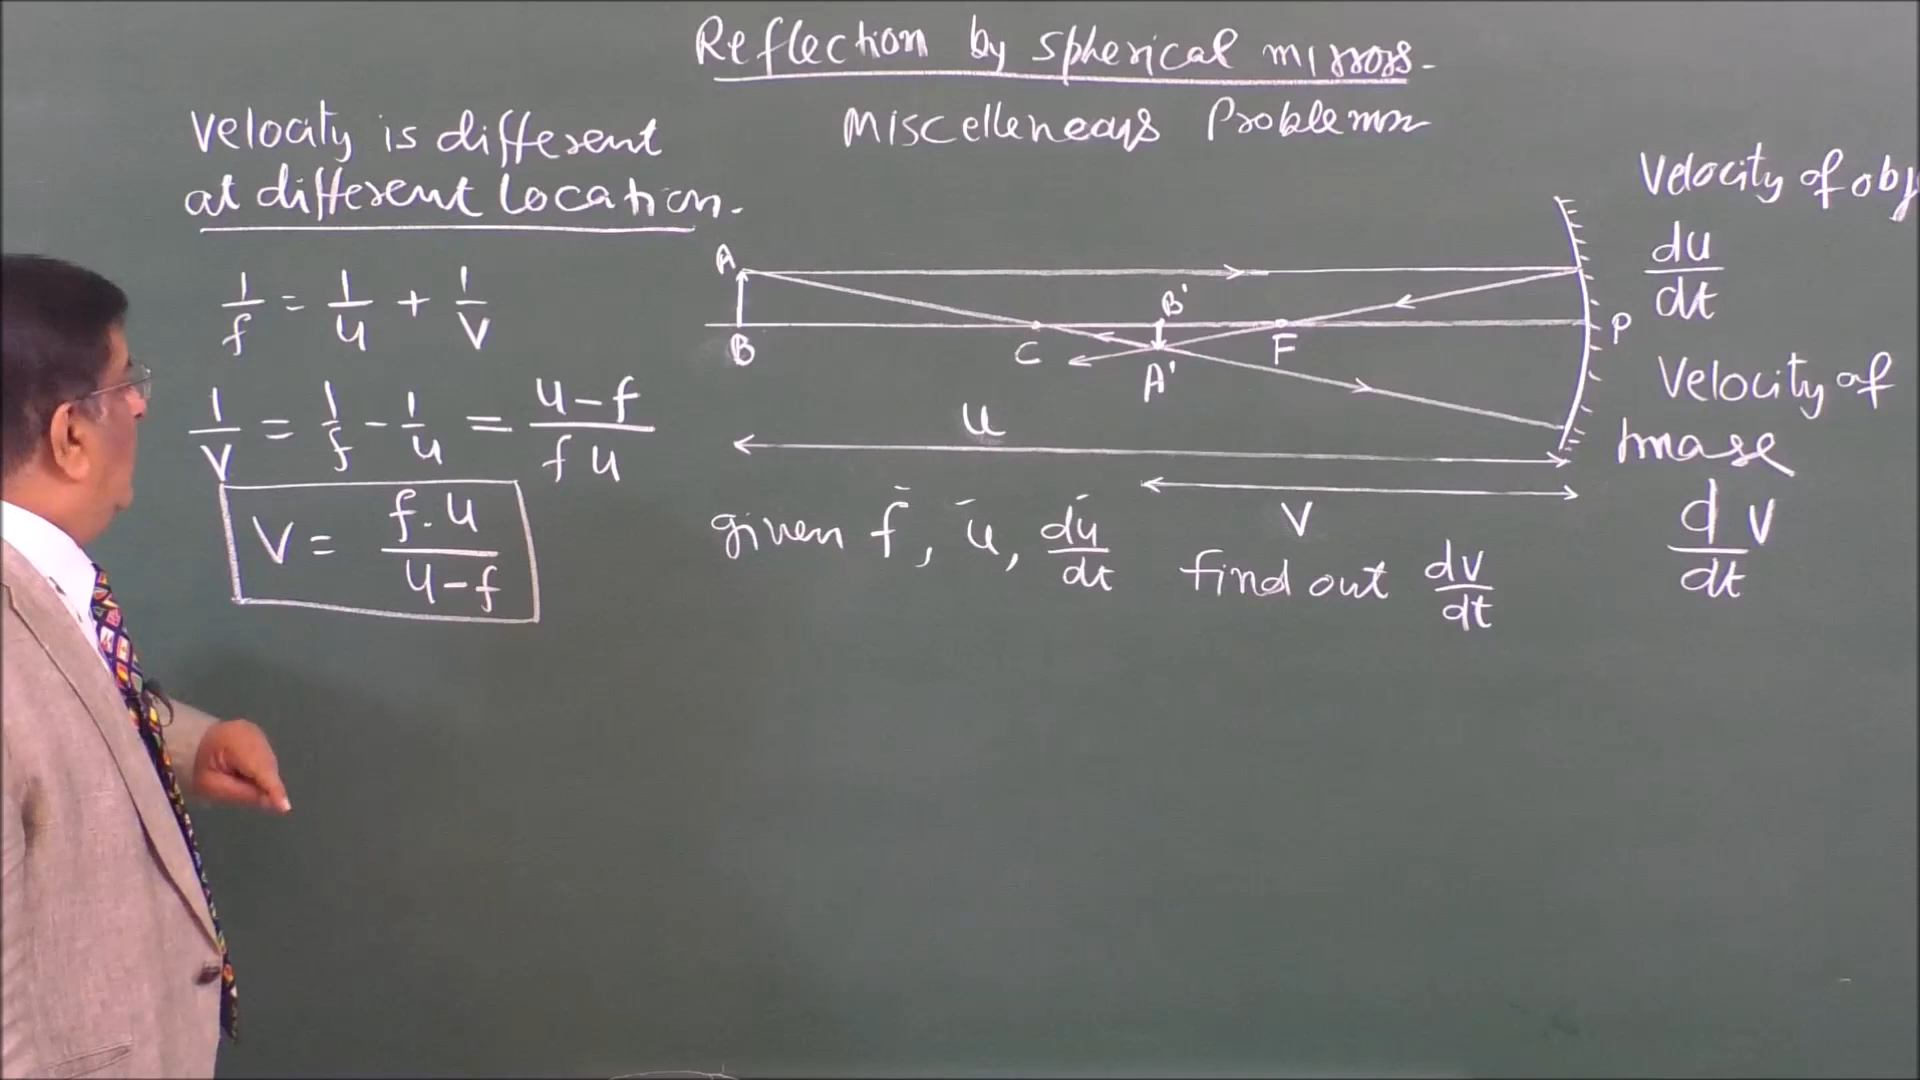 Reflection by spherical mirrors.
Miscelleneous Problems
Velocity is different
at different location.
1/f = 1/u + 1/v
1/v = 1/f - 1/u = u-f/fu
V = f.u/u-f
A
B
C
B'
A'
F
P
u
V
given f̄, ū, dū/dt find out dv/dt
Velocity of obj
du/dt
Velocity of
Image
dV/dt